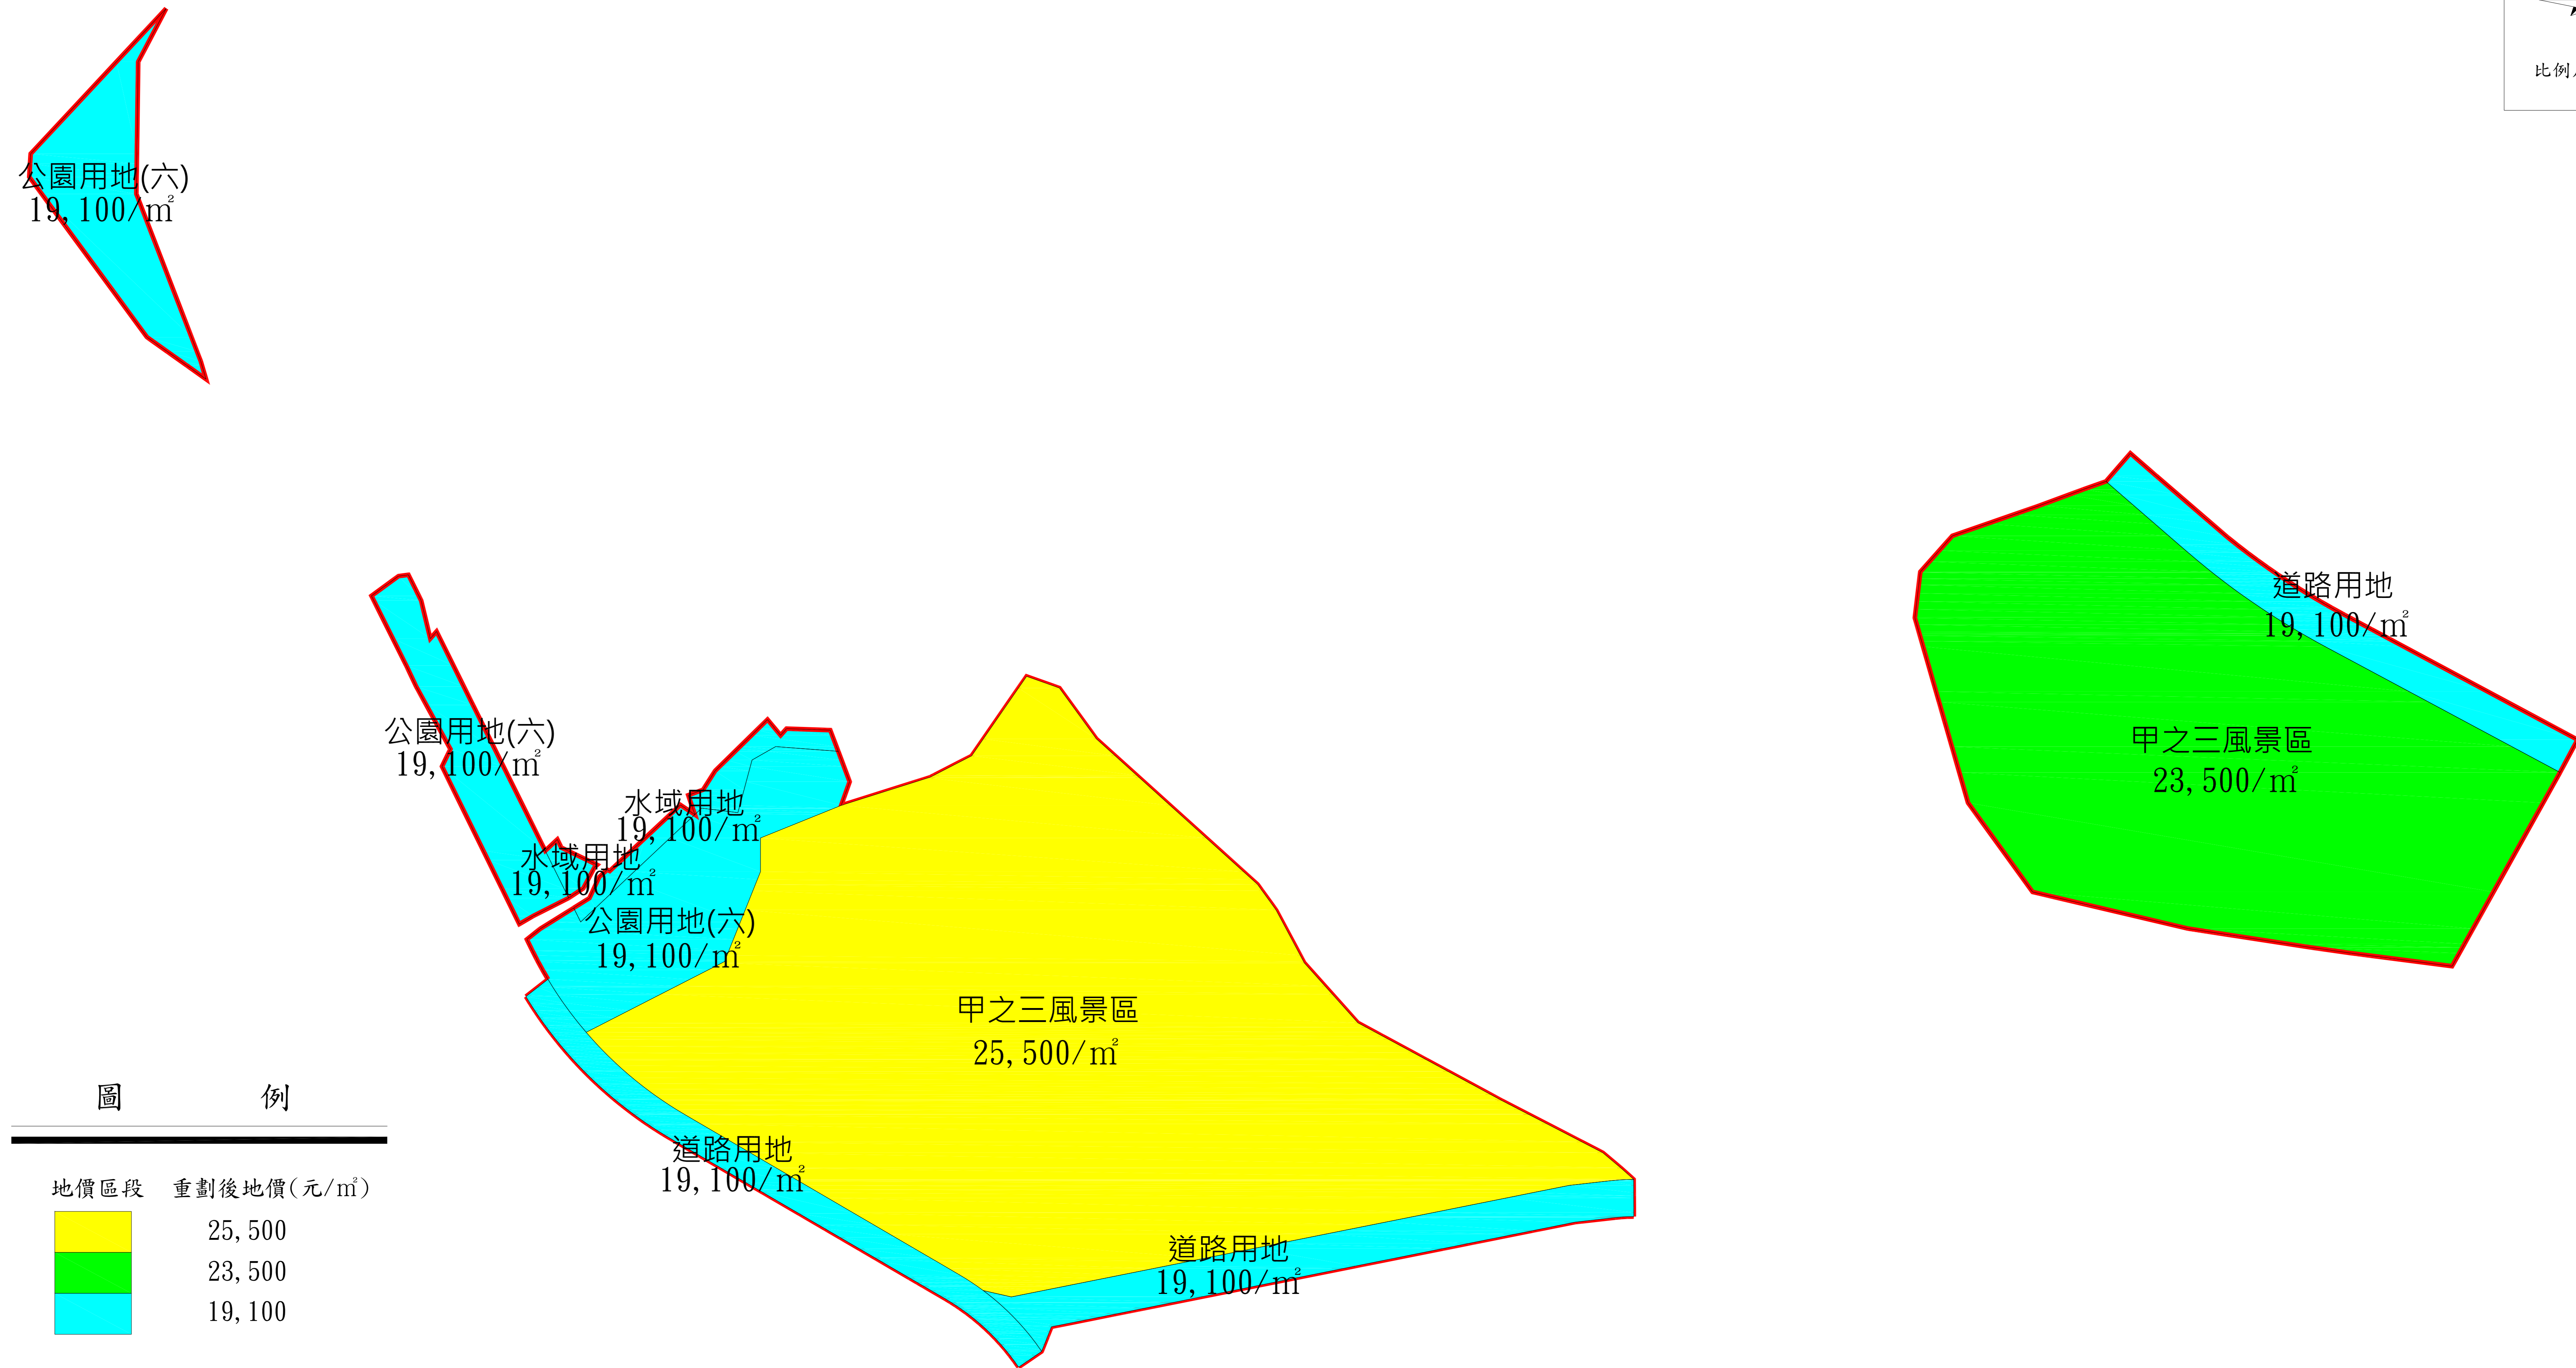 比例
公園用地(六)
19,100/㎡
道路用地
19,100/㎡
公園用地(六)
19,100/㎡
甲之三風景區
23,500/㎡
水域用地
19,100/㎡
水域用地
19,100/㎡
公園用地(六)
19,100/㎡
甲之三風景區
25,500/㎡
道路用地
19,100/㎡
道路用地
19,100/㎡
圖 例
地價區段 重劃後地價(元/㎡)
25,500
23,500
19,100